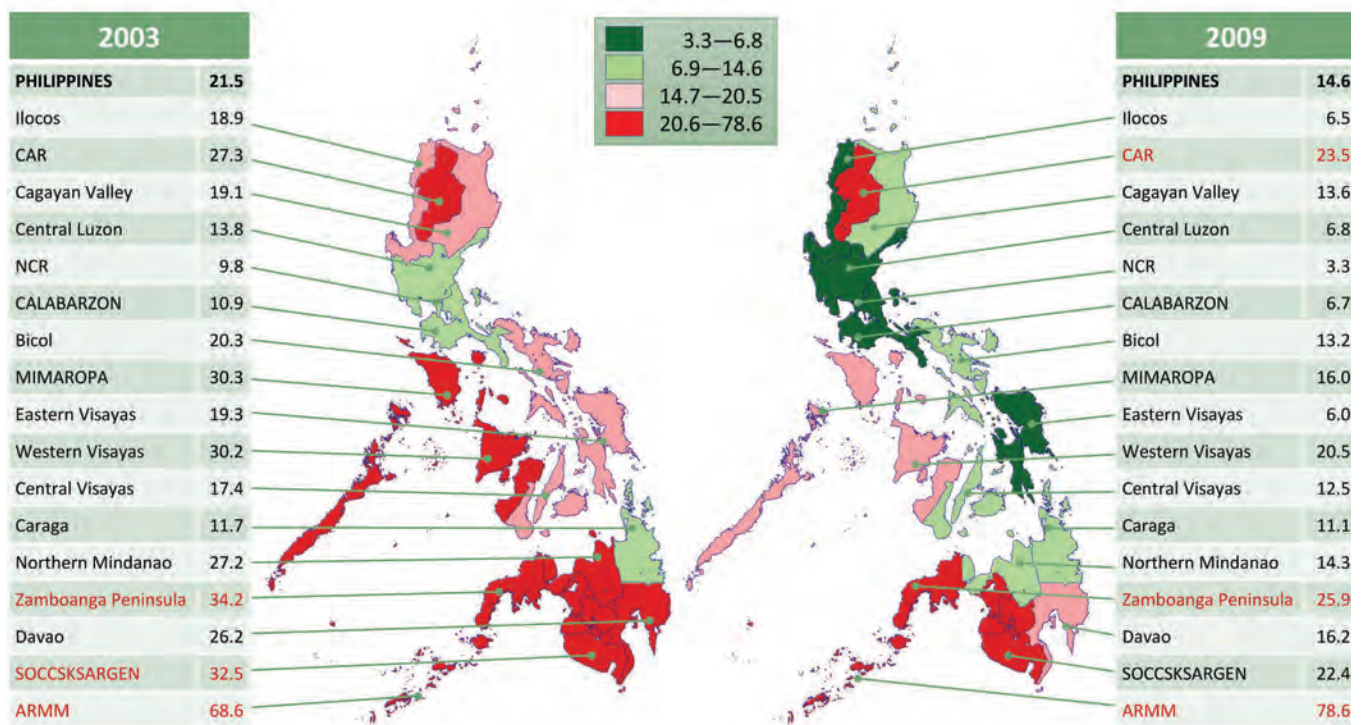 2003
PHILIPPINES 21.5
Ilocos 18.9
CAR 27.3
Cagayan Valley 19.1
Central Luzon 13.8
NCR 9.8
CALABARZON 10.9
Bicol 20.3
MIMAROPA 30.3
Eastern Visayas 19.3
Western Visayas 30.2
Central Visayas 17.4
Caraga 11.7
Northern Mindanao 27.2
Zamboanga Peninsula 34.2
Davao 26.2
SOCCSKSARGEN 32.5
ARMM 68.6
3.3—6.8
6.9—14.6
14.7—20.5
20.6—78.6
2009
PHILIPPINES 14.6
Ilocos 6.5
CAR 23.5
Cagayan Valley 13.6
Central Luzon 6.8
NCR 3.3
CALABARZON 6.7
Bicol 13.2
MIMAROPA 16.0
Eastern Visayas 6.0
Western Visayas 20.5
Central Visayas 12.5
Caraga 11.1
Northern Mindanao 14.3
Zamboanga Peninsula 25.9
Davao 16.2
SOCCSKSARGEN 22.4
ARMM 78.6